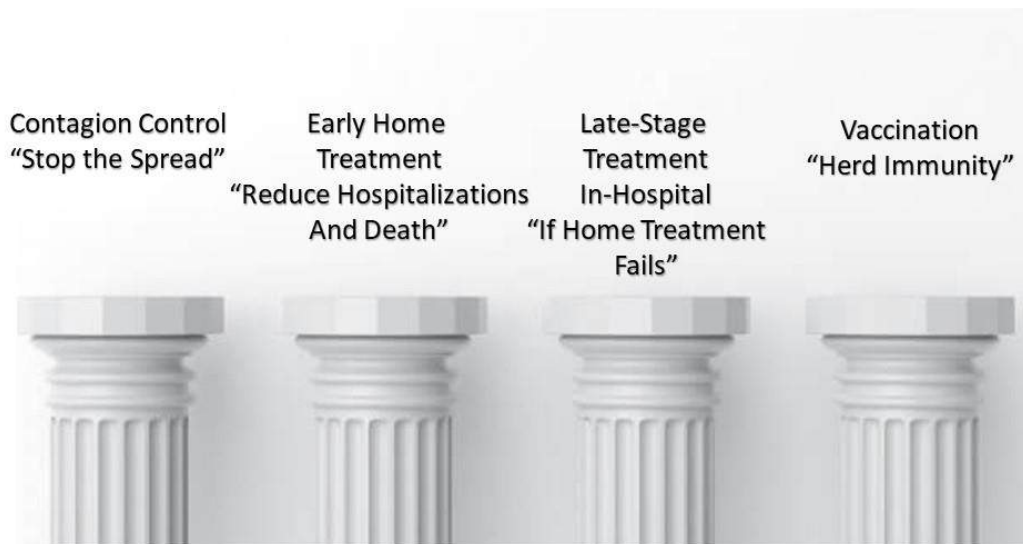 Contagion Control
“Stop the Spread”
Early Home
Treatment
“Reduce Hospitalizations
And Death”
Late-Stage
Treatment
In-Hospital
“If Home Treatment
Fails”
Vaccination
“Herd Immunity”